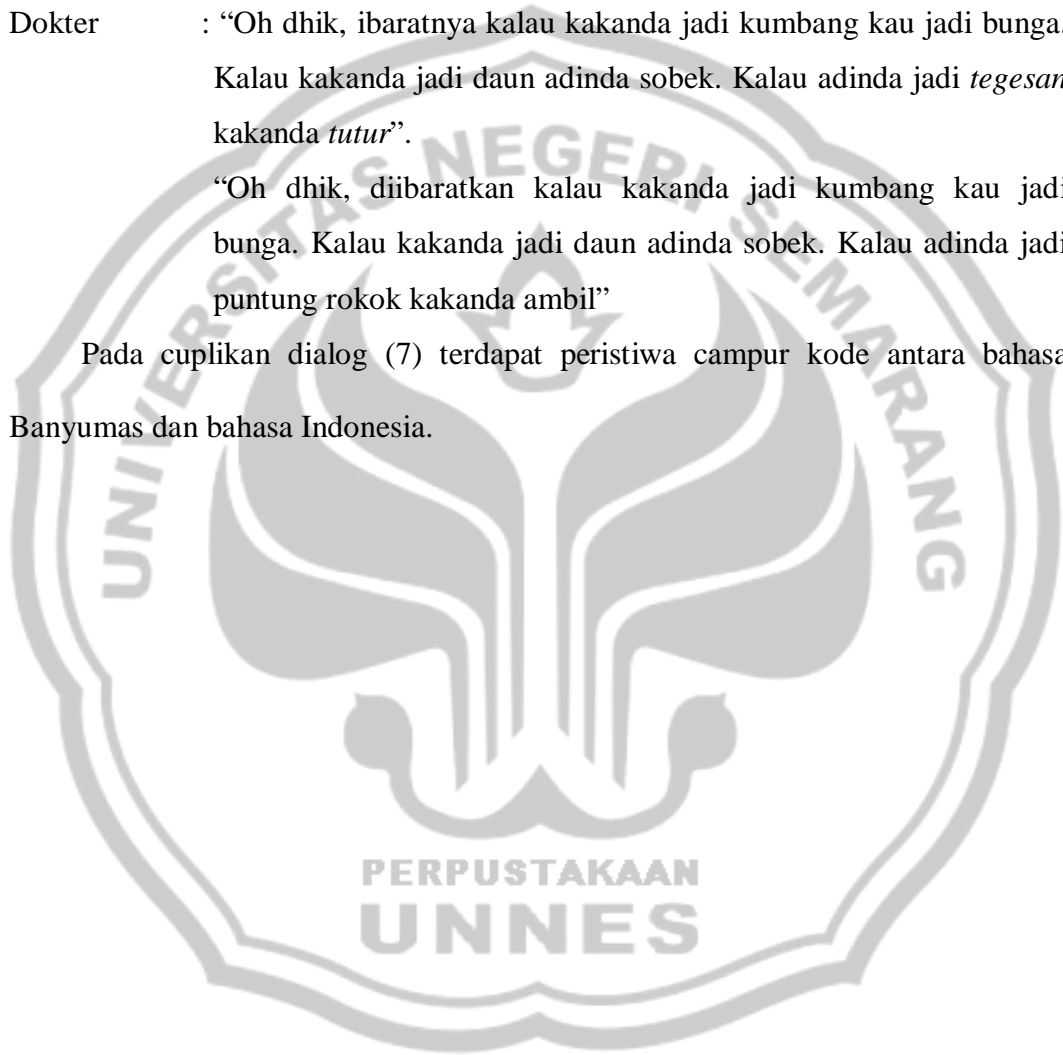 Dokter : “Oh dhik, ibaratnya kalau kakanda jadi kumbang kau jadi bunga.
Kalau kakanda jadi daun adinda sobek. Kalau adinda jadi tegesan
kakanda tutur”.
“Oh dhik, diibaratkan kalau kakanda jadi kumbang kau jadi
bunga. Kalau kakanda jadi daun adinda sobek. Kalau adinda jadi
puntung rokok kakanda ambil”
Pada cuplikan dialog (7) terdapat peristiwa campur kode antara bahasa
Banyumas dan bahasa Indonesia.
UNIVERSITAS NEGERI SEMARANG
PERPUSTAKAAN
UNNES